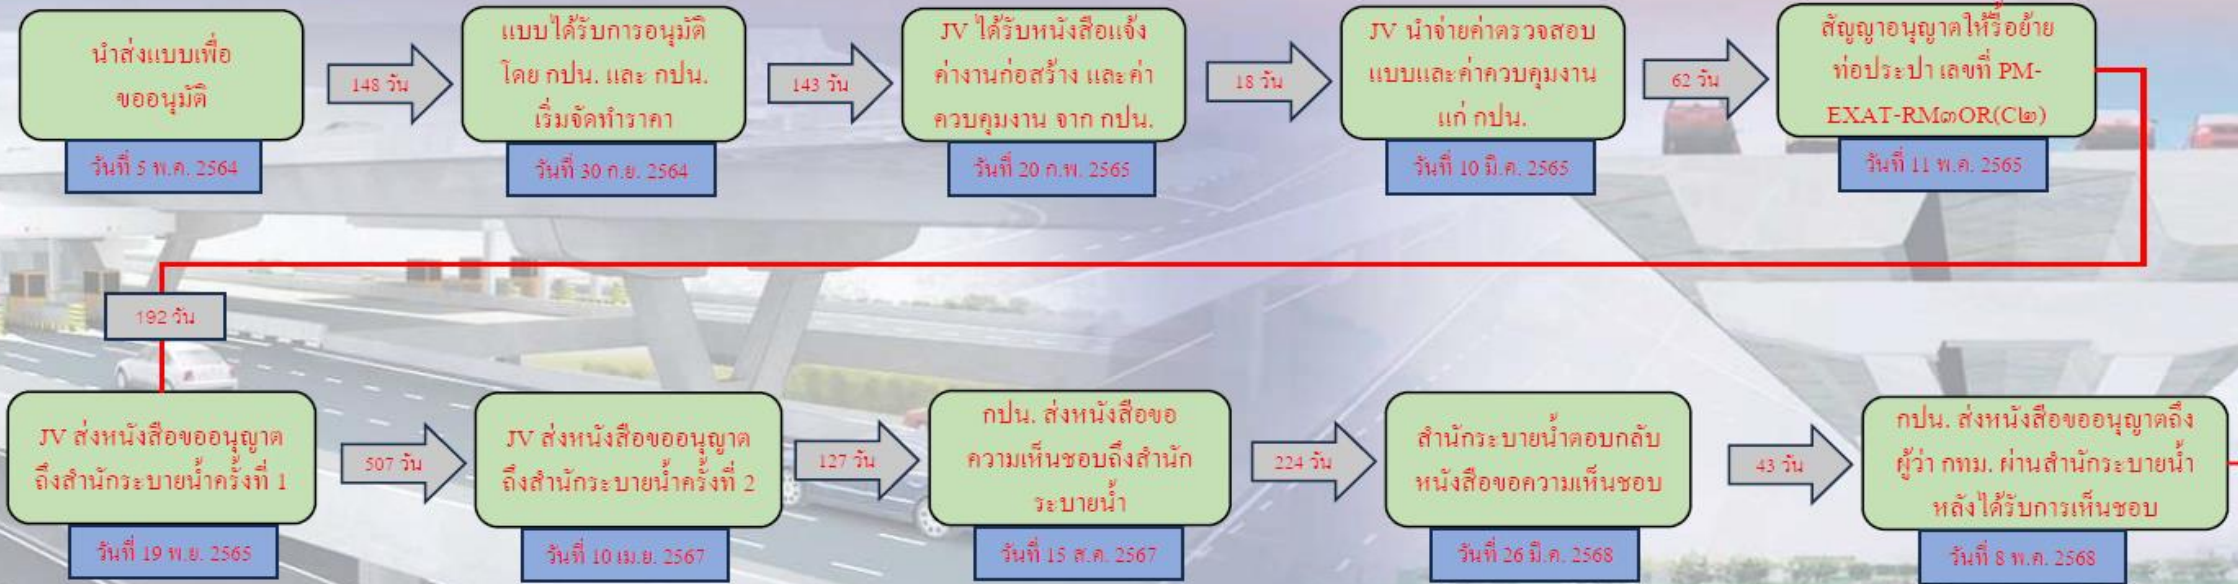 นำส่งแบบเพื่อ
ขออนุมัติ
วันที่ 5 พ.ค. 2564
148 วัน
แบบได้รับการอนุมัติ
โดย กปน. และ กปน.
เริ่มจัดทำราคา
วันที่ 30 ก.ย. 2564
143 วัน
JV ได้รับหนังสือแจ้ง
ค่างานก่อสร้าง และค่า
ควบคุมงาน จาก กปน.
วันที่ 20 ก.พ. 2565
18 วัน
JV นำจ่ายค่าตรวจสอบ
แบบและค่าควบคุมงาน
แก่ กปน.
วันที่ 10 มี.ค. 2565
62 วัน
สัญญาอนุญาตให้รื้อย้าย
ท่อประปา เลขที่ PM-
EXAT-RM๓OR(C๒)
วันที่ 11 พ.ค. 2565
192 วัน
JV ส่งหนังสือขออนุญาต
ถึงสำนักระบายน้ำครั้งที่ 1
วันที่ 19 พ.ย. 2565
507 วัน
JV ส่งหนังสือขออนุญาต
ถึงสำนักระบายน้ำครั้งที่ 2
วันที่ 10 เม.ย. 2567
127 วัน
กปน. ส่งหนังสือขอ
ความเห็นชอบถึงสำนัก
ระบายน้ำ
วันที่ 15 ส.ค. 2567
224 วัน
สำนักระบายน้ำตอบกลับ
หนังสือขอความเห็นชอบ
วันที่ 26 มี.ค. 2568
43 วัน
กปน. ส่งหนังสือขออนุญาตถึง
ผู้ว่า กทม. ผ่านสำนักระบายน้ำ
หลังได้รับการเห็นชอบ
วันที่ 8 พ.ค. 2568